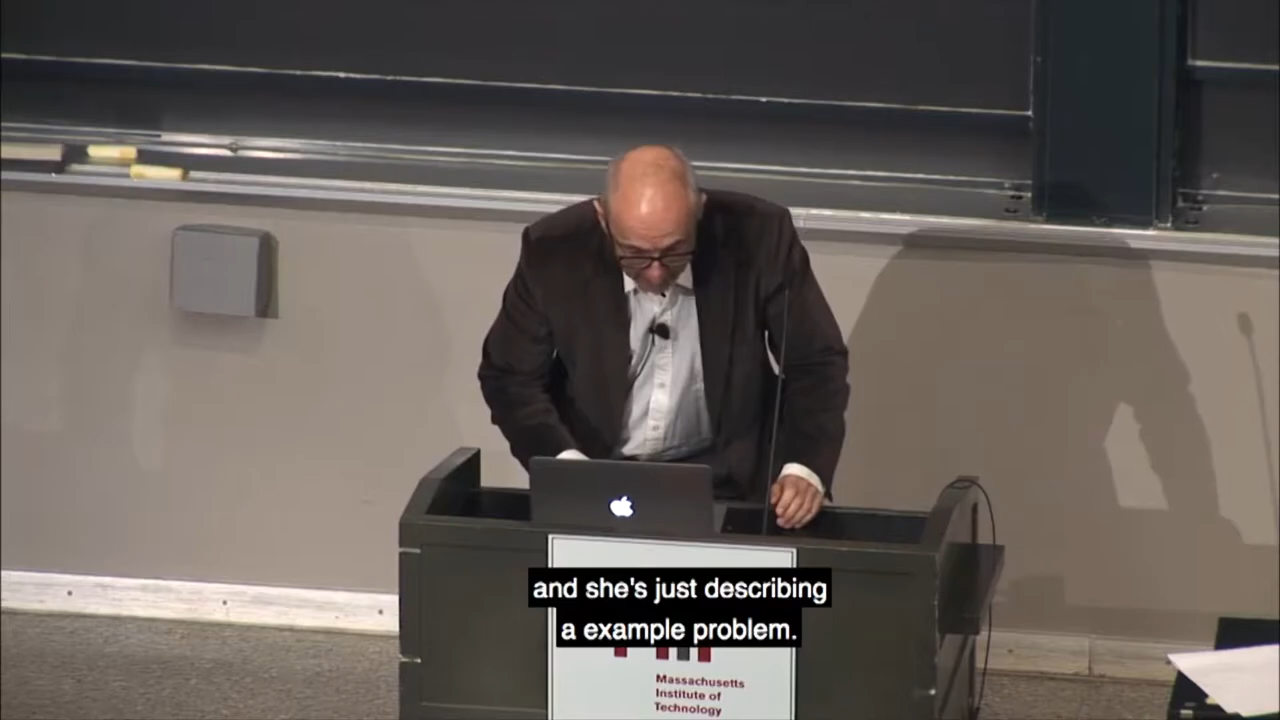 and she's just describing
a example problem.
Massachusetts
Institute of
Technology